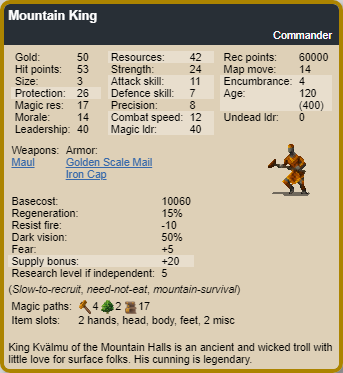 Mountain King
Commander
Gold: 50 Resources: 42 Rec points: 60000
Hit points: 53 Strength: 24 Map move: 14
Size: 3 Attack skill: 11 Encumbrance: 4
Protection: 26 Defence skill: 7 Age: 120
Magic res: 17 Precision: 8 (400)
Morale: 14 Combat speed: 12 Undead ldr: 0
Leadership: 40 Magic ldr: 40
Weapons: Armor:
Maul Golden Scale Mail
Iron Cap
Basecost: 10060
Regeneration: 15%
Resist fire: -10
Dark vision: 50%
Fear: +5
Supply bonus: +20
Research level if independent: 5
(Slow-to-recruit, need-not-eat, mountain-survival)
Magic paths: 4 2 17
Item slots: 2 hands, head, body, feet, 2 misc
King Kvälmu of the Mountain Halls is an ancient and wicked troll with
little love for surface folks. His cunning is legendary.